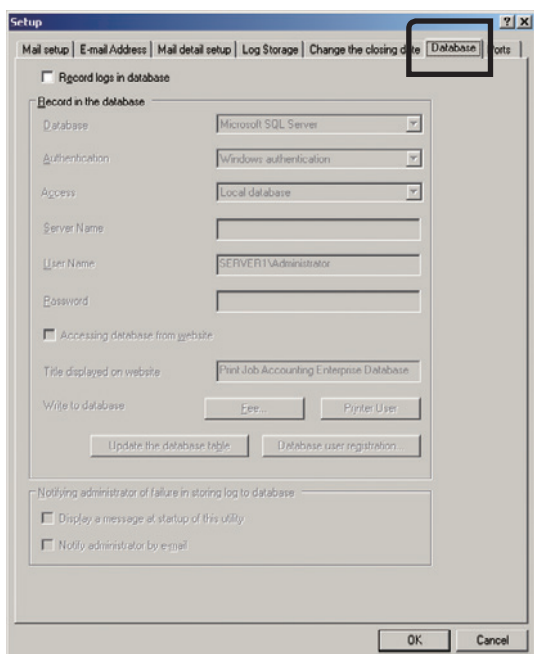 Setup
Mail setup E-mail Address Mail detail setup Log Storage Change the closing date Database Ports
Record logs in database
Record in the database
Database Microsoft SQL Server
Authentication Windows authentication
Access Local database
Server Name
User Name SERVER1\Administrator
Password
Accessing database from website
Title displayed on website Print Job Accounting Enterprise Database
Write to database Fee... Printer User
Update the database table Database user registration...
Notifying administrator of failure in storing log to database
Display a message at startup of this utility
Notify administrator by e-mail
OK Cancel